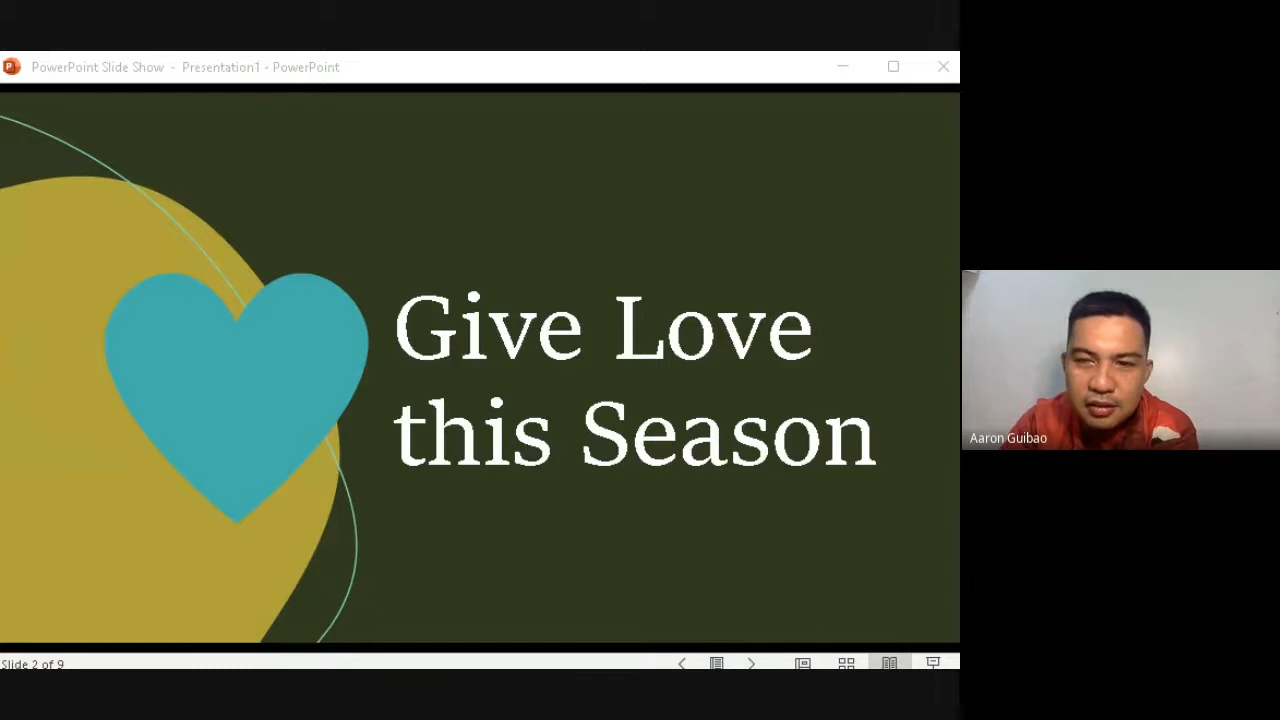 PowerPoint Slide Show - Presentation1 - PowerPoint
Give Love
this Season
Aaron Guibao
Slide 2 of 9